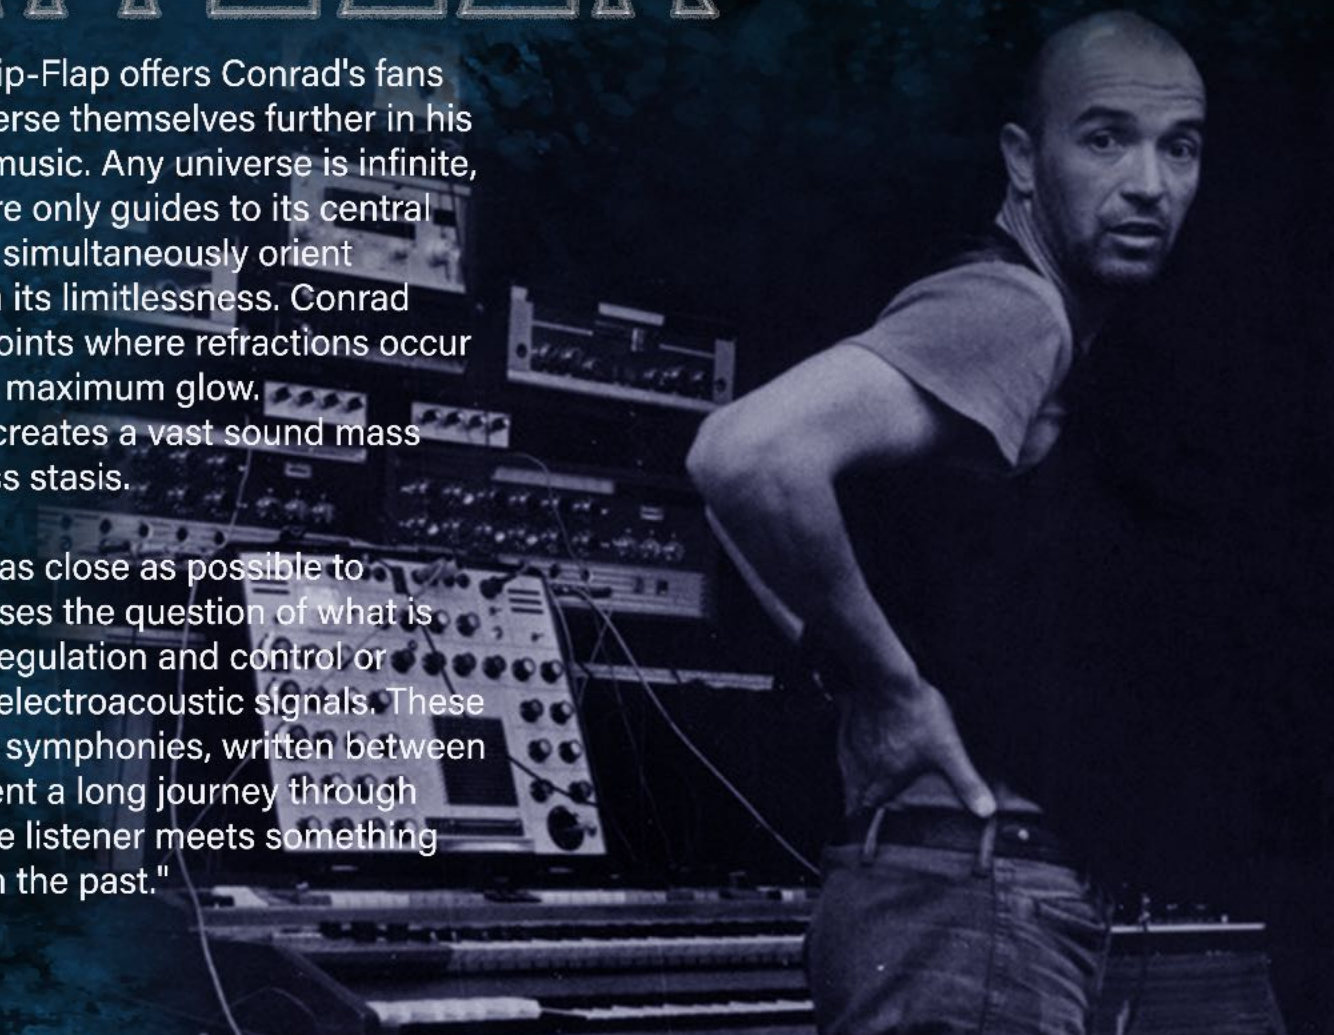 ip-Flap offers Conrad's fans
erse themselves further in his
music. Any universe is infinite,
re only guides to its central
simultaneously orient
its limitlessness. Conrad
oints where refractions occur
maximum glow.
creates a vast sound mass
ss stasis.
as close as possible to
ses the question of what is
egulation and control or
electroacoustic signals. These
symphonies, written between
ent a long journey through
e listener meets something
the past."